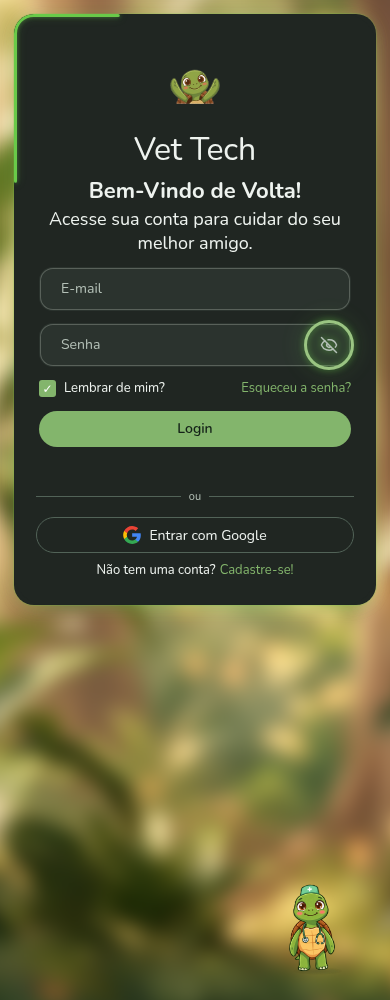 Vet Tech
Bem-Vindo de Volta!
Acesse sua conta para cuidar do seu
melhor amigo.
E-mail
Senha
Lembrar de mim?
Esqueceu a senha?
Login
ou
Entrar com Google
Não tem uma conta? Cadastre-se!